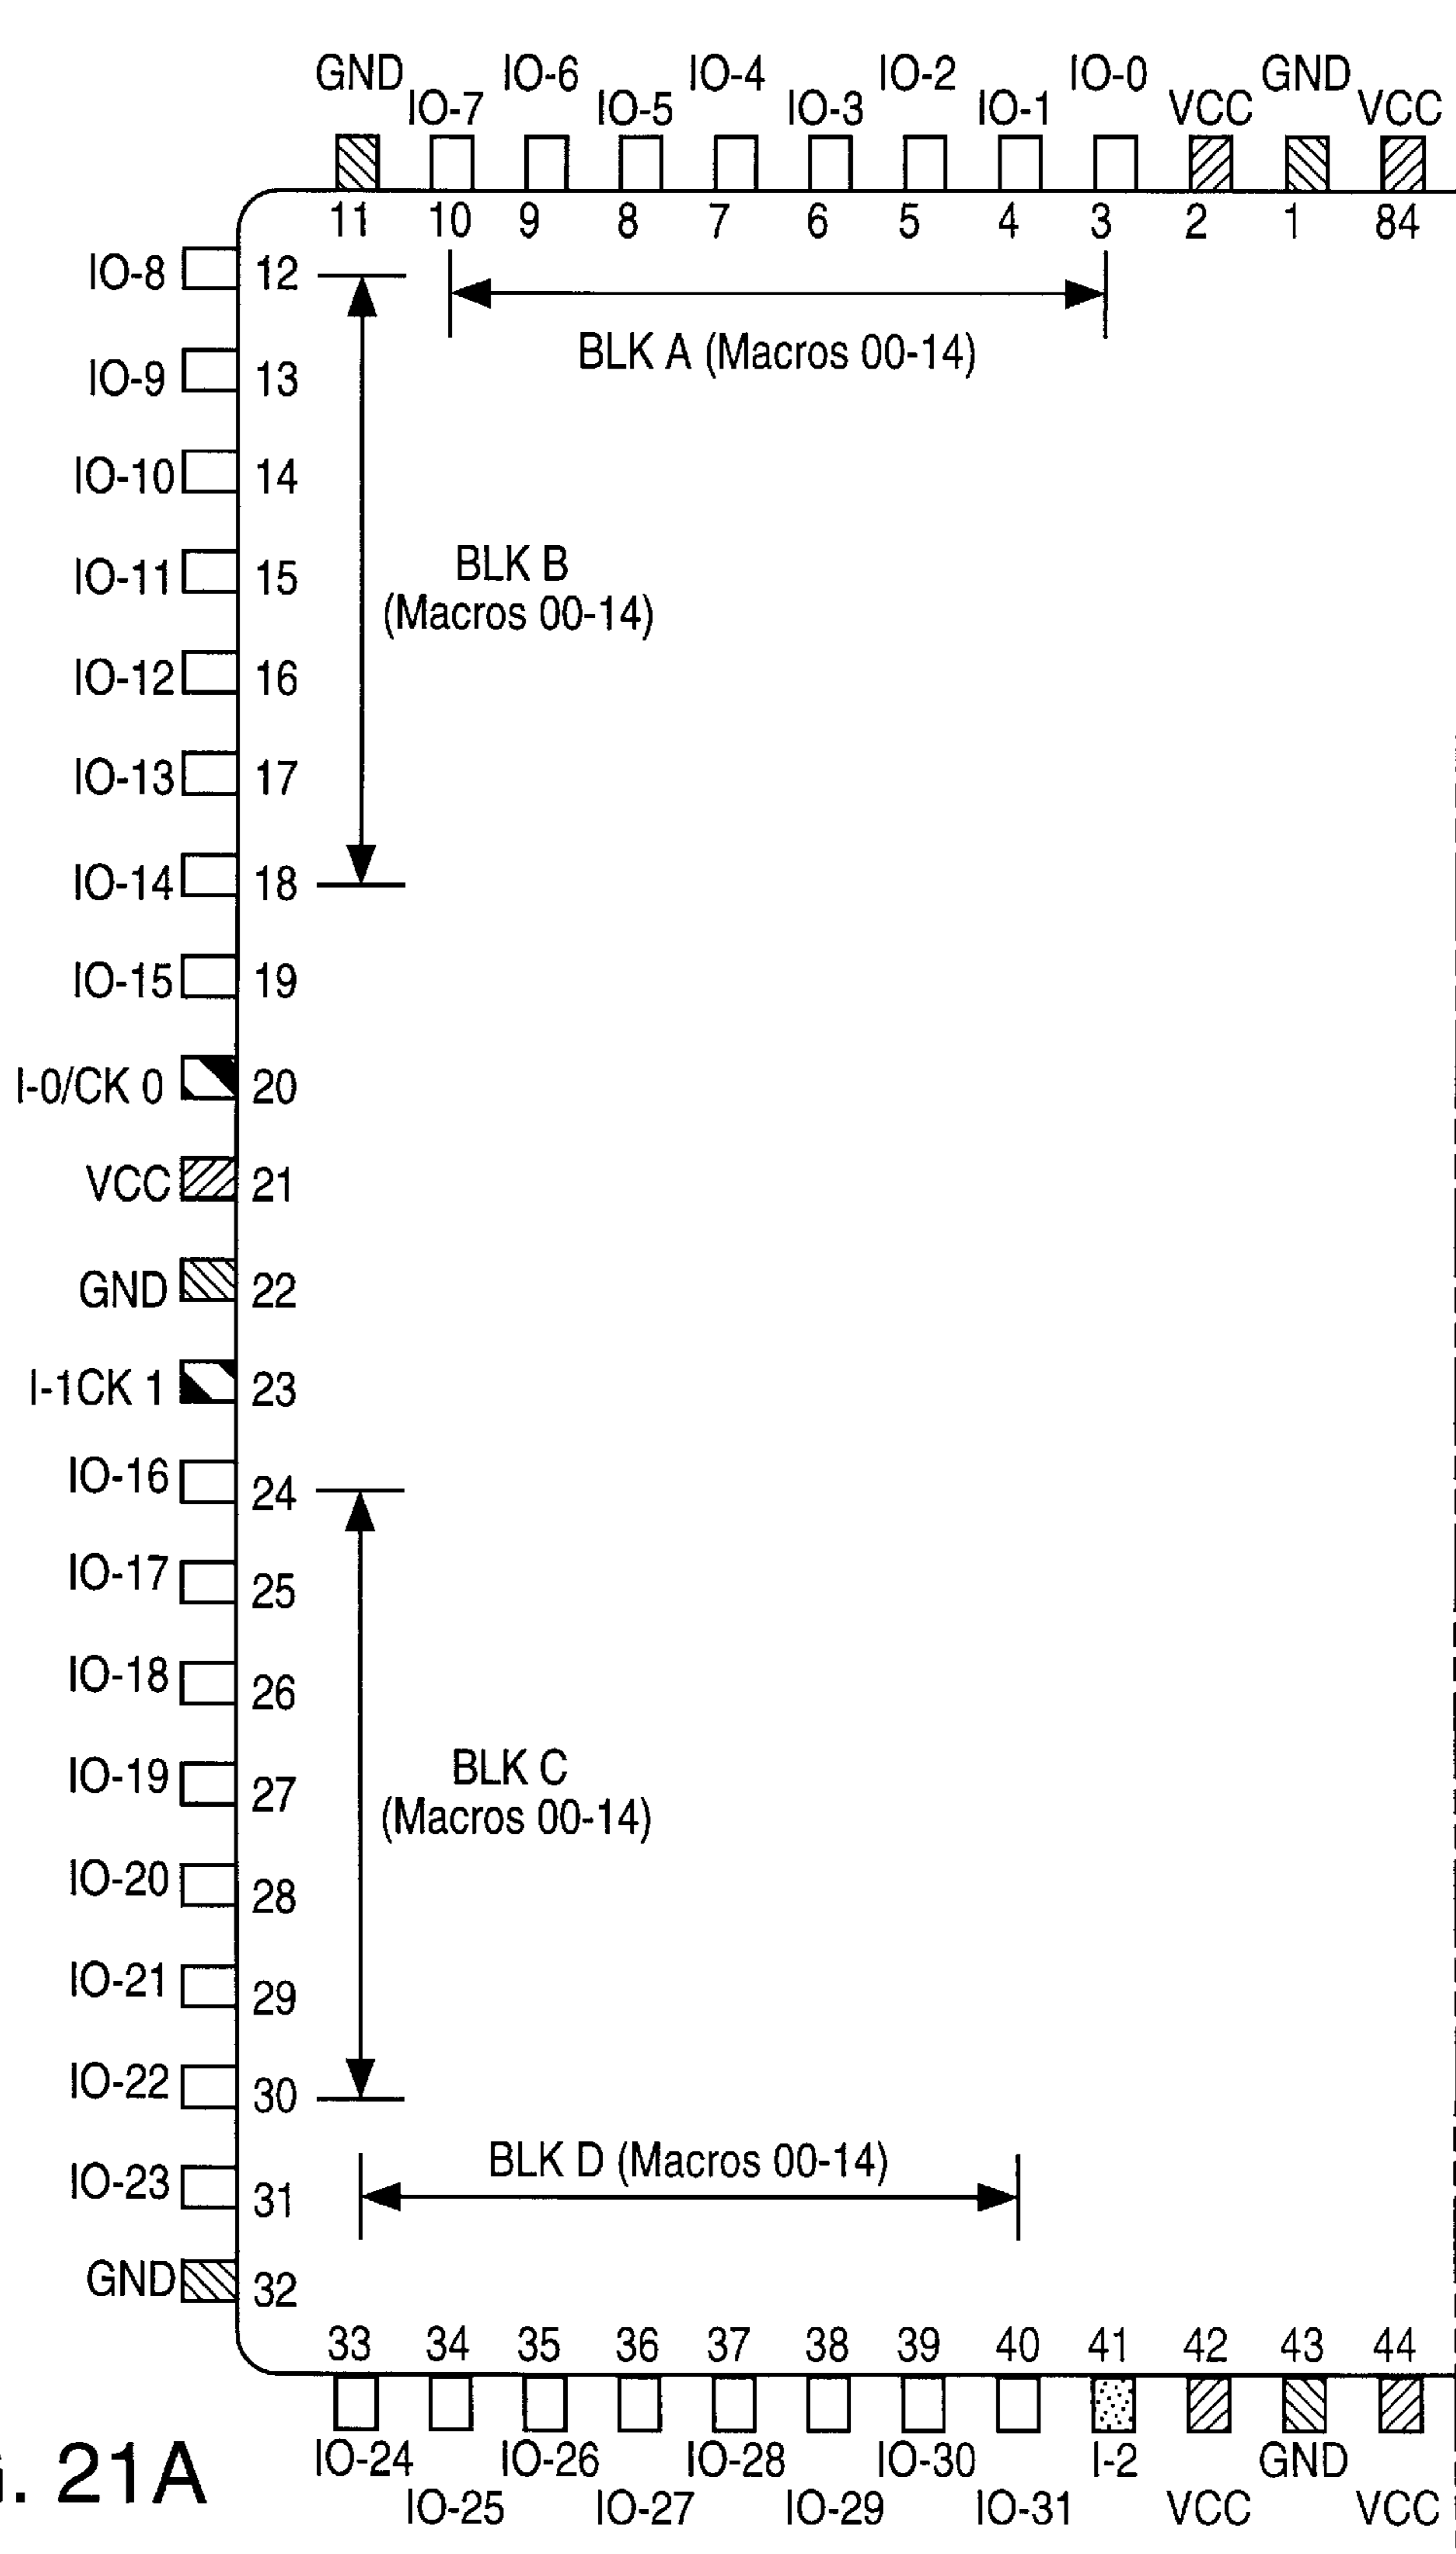 GND IO-6 IO-4 IO-2 IO-0 GND
IO-7 IO-5 IO-3 IO-1 VCC VCC
11 10 9 8 7 6 5 4 3 2 1 84
IO-8 12
BLK A (Macros 00-14)
IO-9 13
IO-10 14
IO-11 15
BLK B
(Macros 00-14)
IO-12 16
IO-13 17
IO-14 18
IO-15 19
I-0/CK 0 20
VCC 21
GND 22
I-1CK 1 23
IO-16 24
IO-17 25
IO-18 26
IO-19 27
BLK C
(Macros 00-14)
IO-20 28
IO-21 29
IO-22 30
BLK D (Macros 00-14)
IO-23 31
GND 32
33 34 35 36 37 38 39 40 41 42 43 44
IO-24 IO-26 IO-28 IO-30 I-2 GND
IO-25 IO-27 IO-29 IO-31 VCC VCC
. 21A